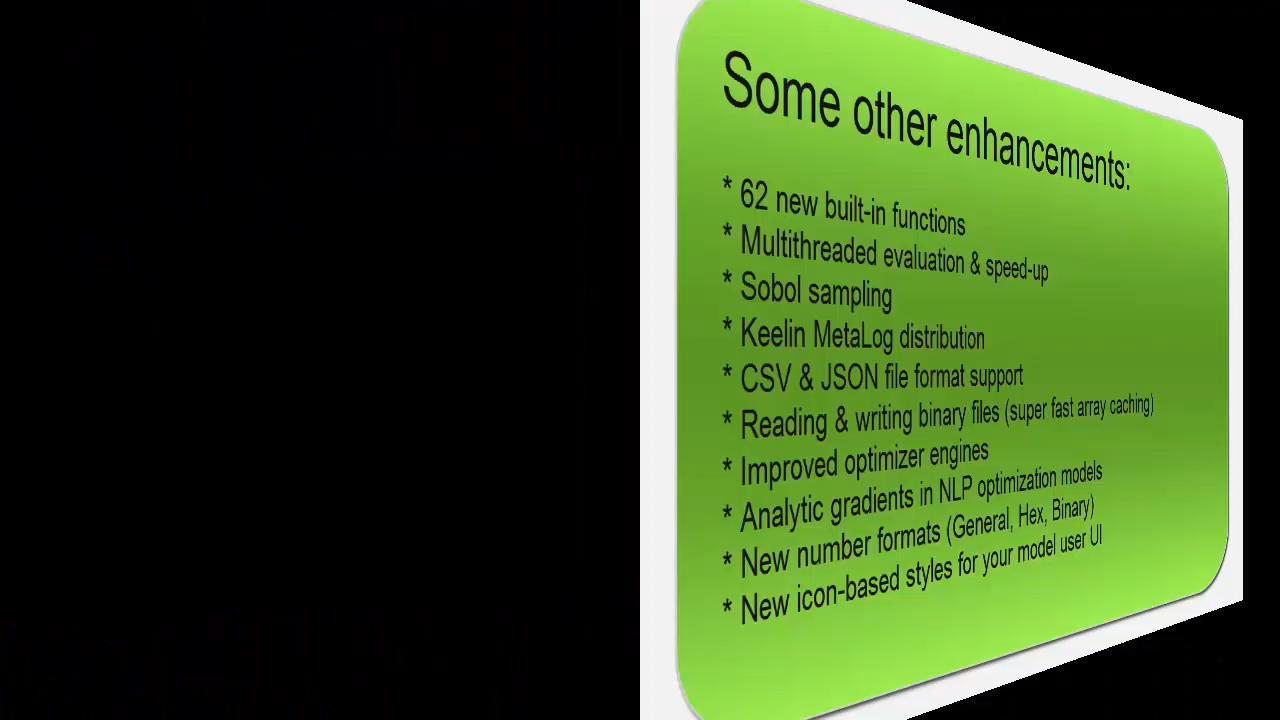 Some other enhancements:
* 62 new built-in functions
* Multithreaded evaluation & speed-up
* Sobol sampling
* Keelin MetaLog distribution
* CSV & JSON file format support
* Reading & writing binary files (super fast array caching)
* Improved optimizer engines
* Analytic gradients in NLP optimization models
* New number formats (General, Hex, Binary)
* New icon-based styles for your model user UI